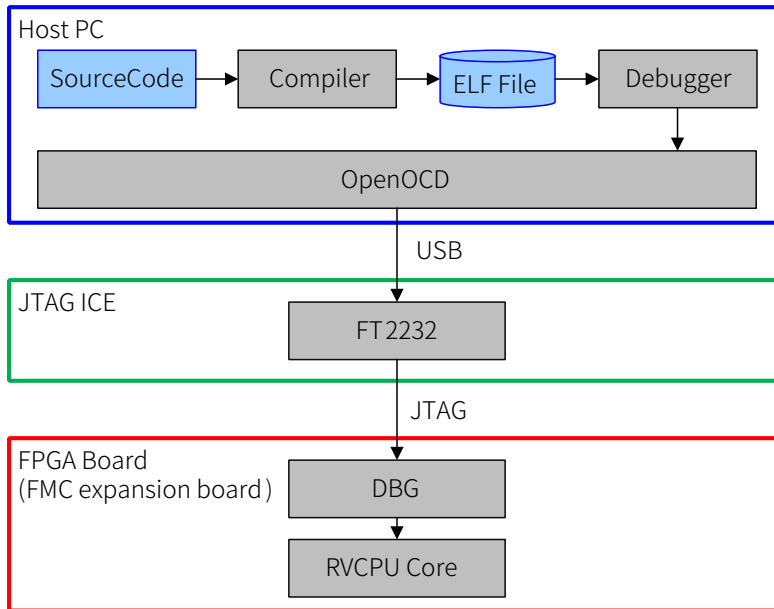 Host PC
SourceCode
Compiler
ELF File
Debugger
OpenOCD
USB
JTAG ICE
FT2232
JTAG
FPGA Board
(FMC expansion board)
DBG
RVCPU Core